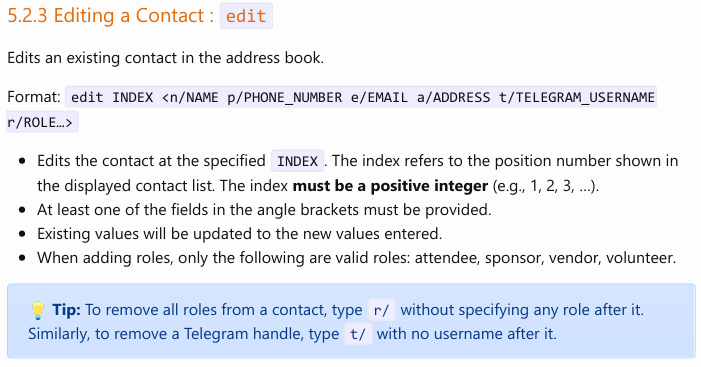 5.2.3 Editing a Contact : edit
Edits an existing contact in the address book.
Format: edit INDEX <n/NAME p/PHONE_NUMBER e/EMAIL a/ADDRESS t/TELEGRAM_USERNAME
r/ROLE…>
• Edits the contact at the specified INDEX. The index refers to the position number shown in
the displayed contact list. The index must be a positive integer (e.g., 1, 2, 3, …).
• At least one of the fields in the angle brackets must be provided.
• Existing values will be updated to the new values entered.
• When adding roles, only the following are valid roles: attendee, sponsor, vendor, volunteer.
💡 Tip: To remove all roles from a contact, type r/ without specifying any role after it.
Similarly, to remove a Telegram handle, type t/ with no username after it.